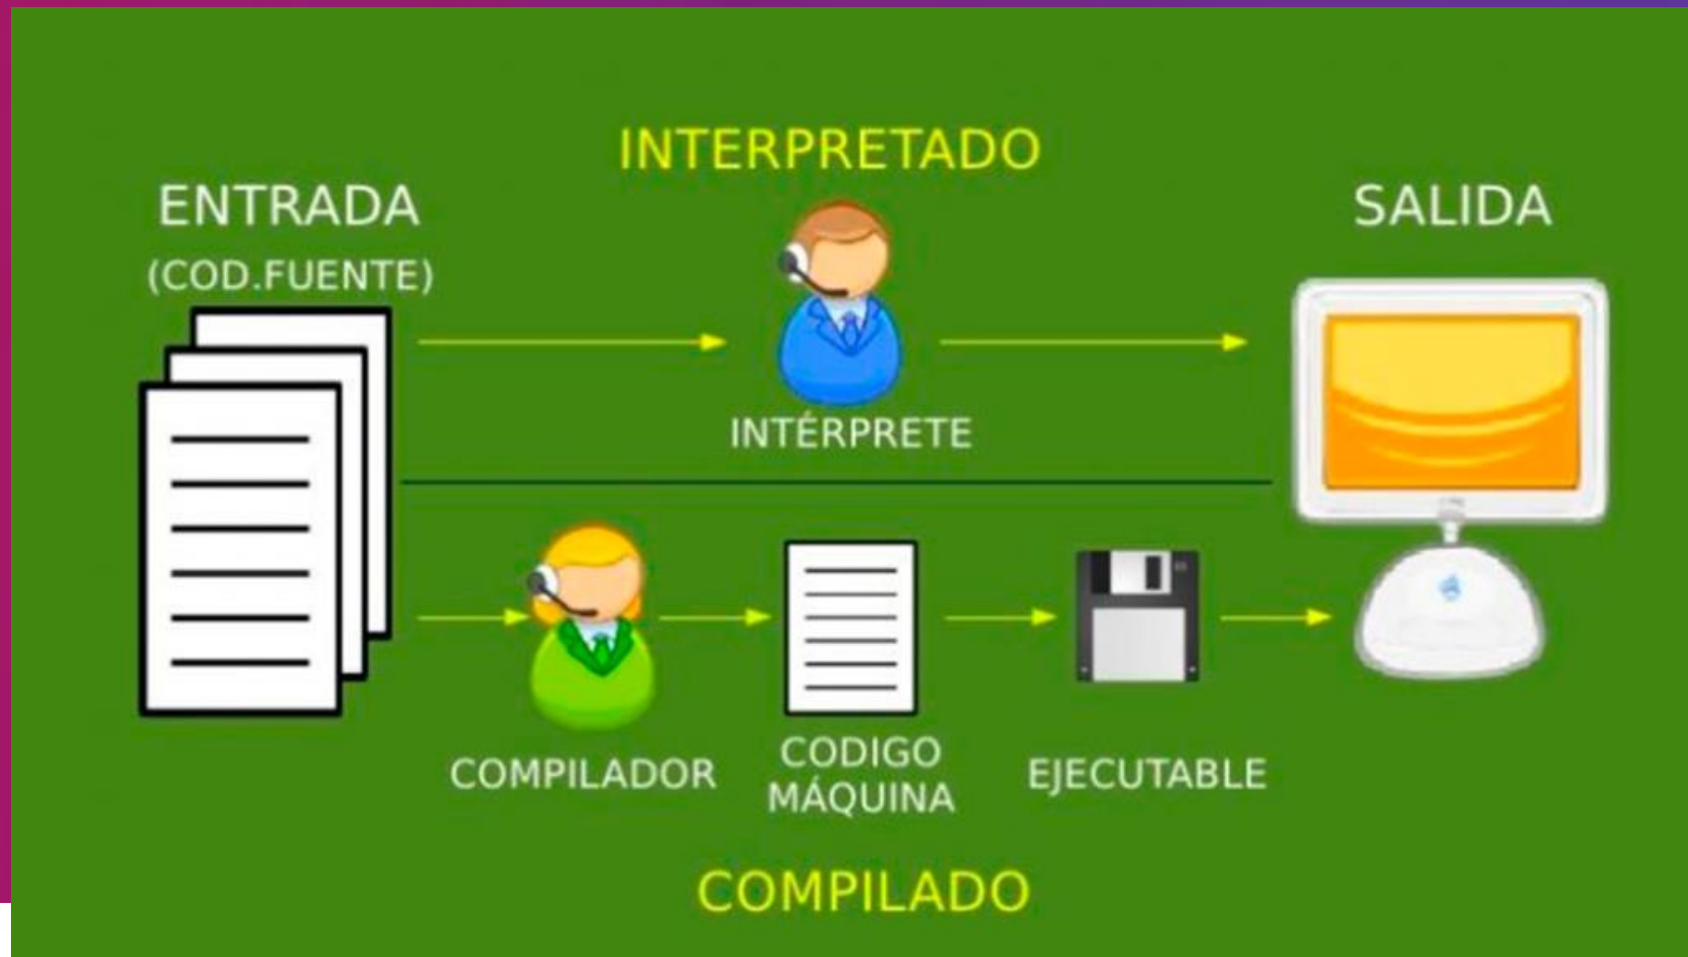 INTERPRETADO
ENTRADA
(COD.FUENTE)
SALIDA
INTÉRPRETE
COMPILADOR
CODIGO
MÁQUINA
EJECUTABLE
COMPILADO